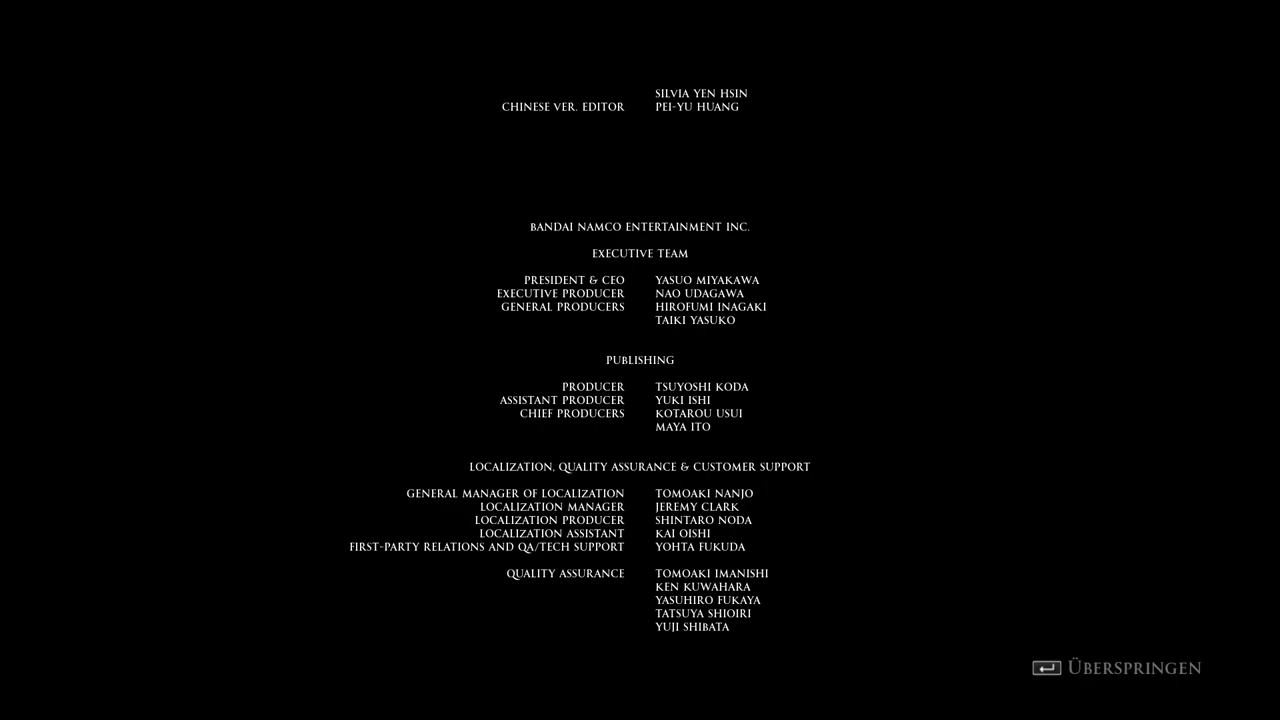 SILVIA YEN HSIN
CHINESE VER. EDITOR PEI-YU HUANG
BANDAI NAMCO ENTERTAINMENT INC.
EXECUTIVE TEAM
PRESIDENT & CEO YASUO MIYAKAWA
EXECUTIVE PRODUCER NAO UDAGAWA
GENERAL PRODUCERS HIROFUMI INAGAKI
TAIKI YASUKO
PUBLISHING
PRODUCER TSUYOSHI KODA
ASSISTANT PRODUCER YUKI ISHI
CHIEF PRODUCERS KOTAROU USUI
MAYA ITO
LOCALIZATION, QUALITY ASSURANCE & CUSTOMER SUPPORT
GENERAL MANAGER OF LOCALIZATION TOMOAKI NANJO
LOCALIZATION MANAGER JEREMY CLARK
LOCALIZATION PRODUCER SHINTARO NODA
LOCALIZATION ASSISTANT KAI OISHI
FIRST-PARTY RELATIONS AND QA/TECH SUPPORT YOHTA FUKUDA
QUALITY ASSURANCE TOMOAKI IMANISHI
KEN KUWAHARA
YASUHIRO FUKAYA
TATSUYA SHIOIRI
YUJI SHIBATA
ÜBERSPRINGEN